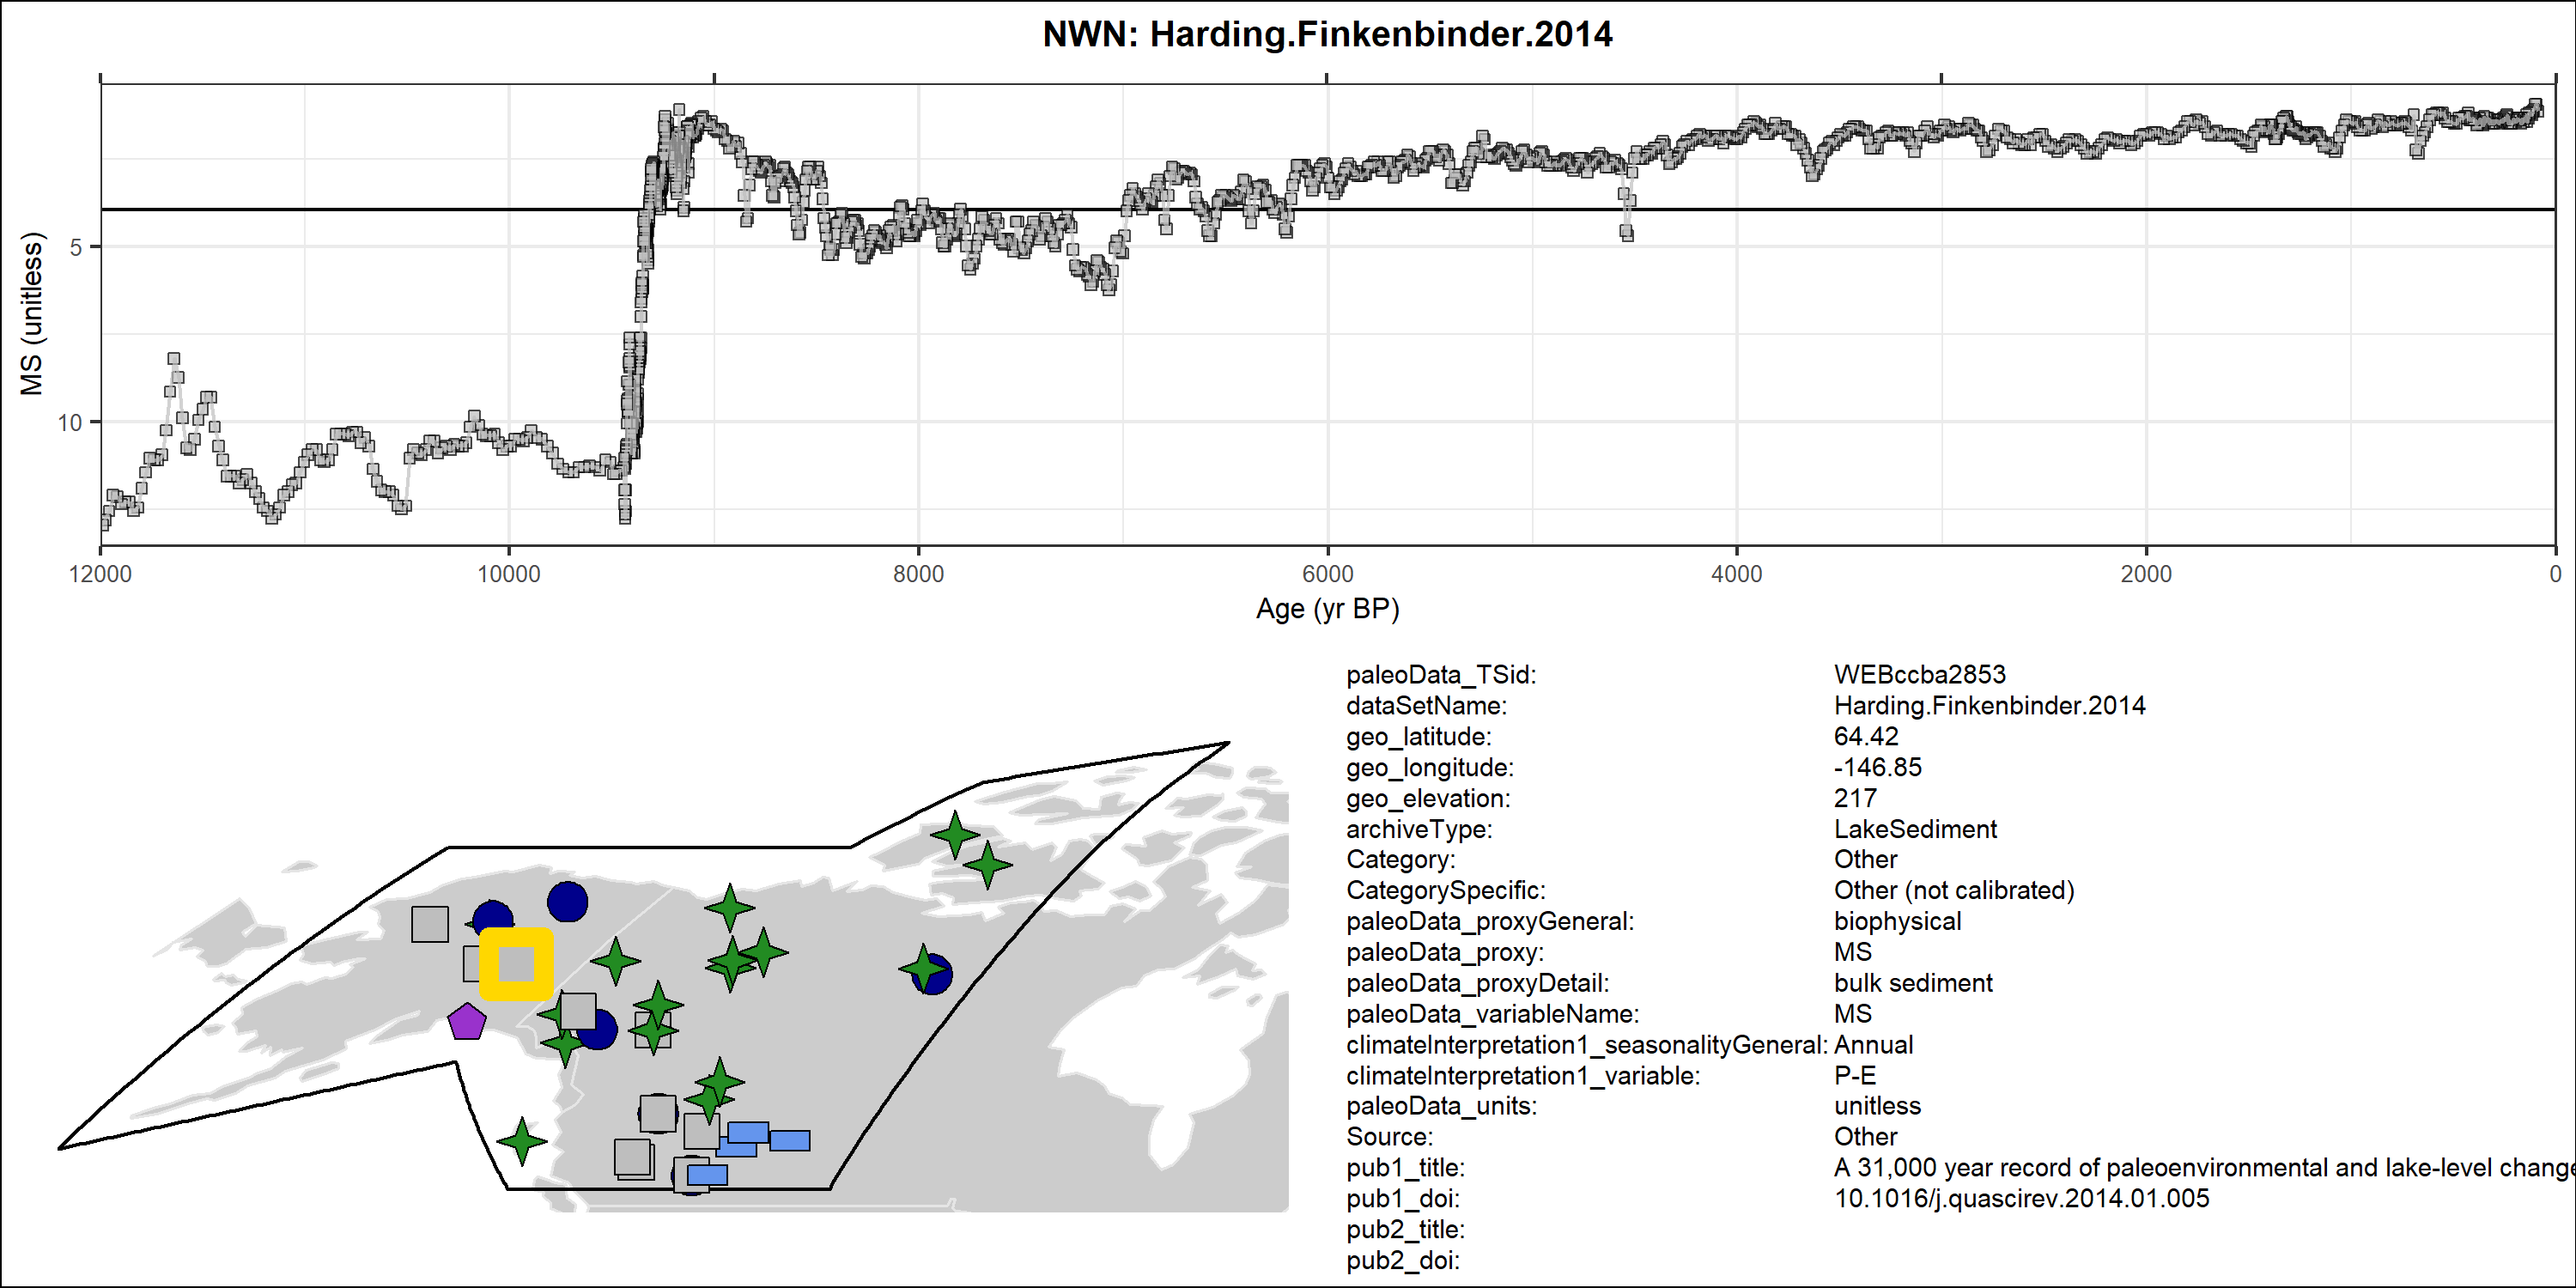 NWN: Harding.Finkenbinder.2014
MS (unitless)
5
10
12000 10000 8000 6000 4000 2000 0
Age (yr BP)
paleoData_TSid: WEBccba2853
dataSetName: Harding.Finkenbinder.2014
geo_latitude: 64.42
geo_longitude: -146.85
geo_elevation: 217
archiveType: LakeSediment
Category: Other
CategorySpecific: Other (not calibrated)
paleoData_proxyGeneral: biophysical
paleoData_proxy: MS
paleoData_proxyDetail: bulk sediment
paleoData_variableName: MS
climateInterpretation1_seasonalityGeneral: Annual
climateInterpretation1_variable: P-E
paleoData_units: unitless
Source: Other
pub1_title: A 31,000 year record of paleoenvironmental and lake-level change
pub1_doi: 10.1016/j.quascirev.2014.01.005
pub2_title:
pub2_doi: